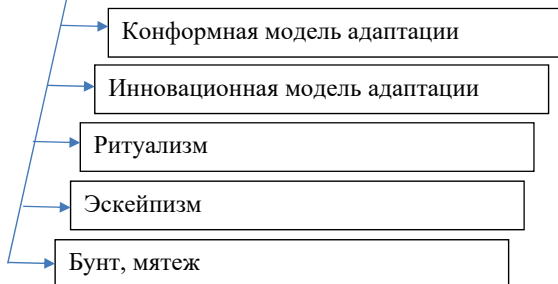 Конформная модель адаптации
Инновационная модель адаптации
Ритуализм
Эскейпизм
Бунт, мятеж